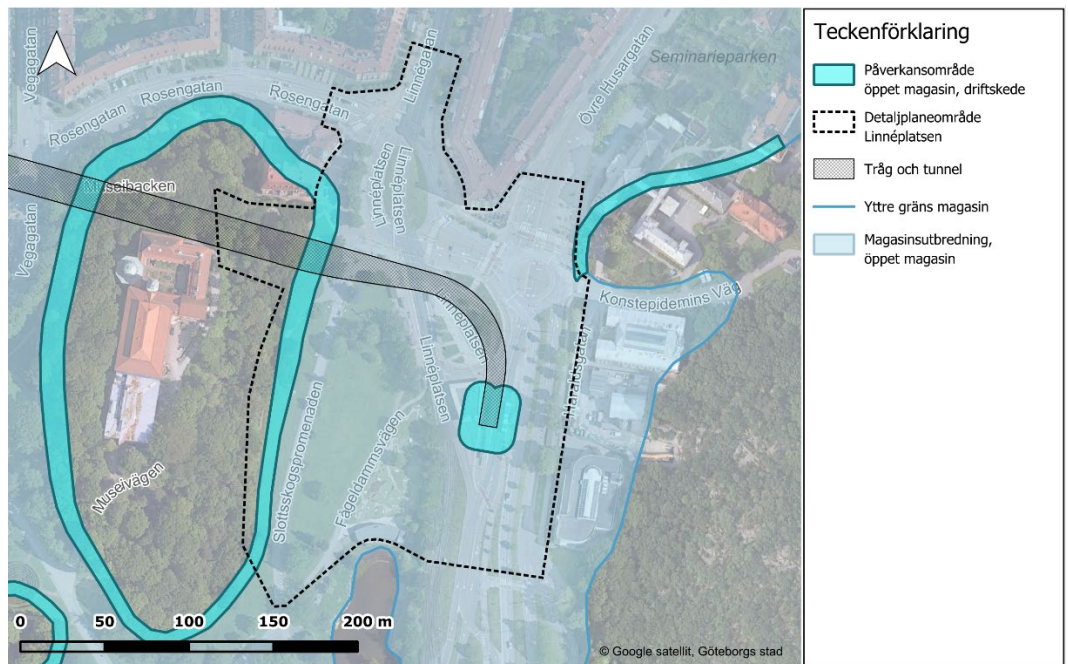 Vegagatan
Rosengatan
Rosengatan
Rosengatan
Linnégatan
Övre Husargatan
Seminarieparken
Linnéplatsen
Linnéplatsen
Museibacken
Vegagatan
Linnéplatsen
Konstepidemins Väg
Linnéplatsen
Haraldsgatan
Slottsskogspromenaden
Fågeldammsvägen
Museivägen
0 50 100 150 200 m
© Google satellit, Göteborgs stad
Teckenförklaring
Påverkansområde
öppet magasin, driftskede
Detaljplaneområde
Linnéplatsen
Tråg och tunnel
Yttre gräns magasin
Magasinsutbredning,
öppet magasin